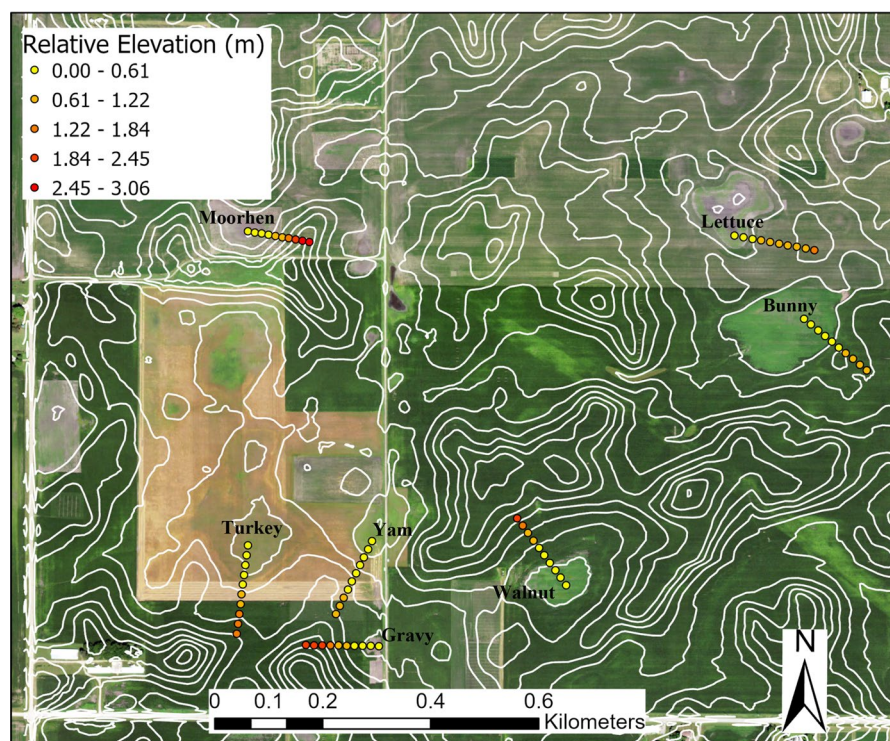 Relative Elevation (m)
0.00 - 0.61
0.61 - 1.22
1.22 - 1.84
1.84 - 2.45
2.45 - 3.06
Moorhen
Lettuce
Bunny
Turkey
Yam
Walnut
Gravy
N
0 0.1 0.2 0.4 0.6
Kilometers